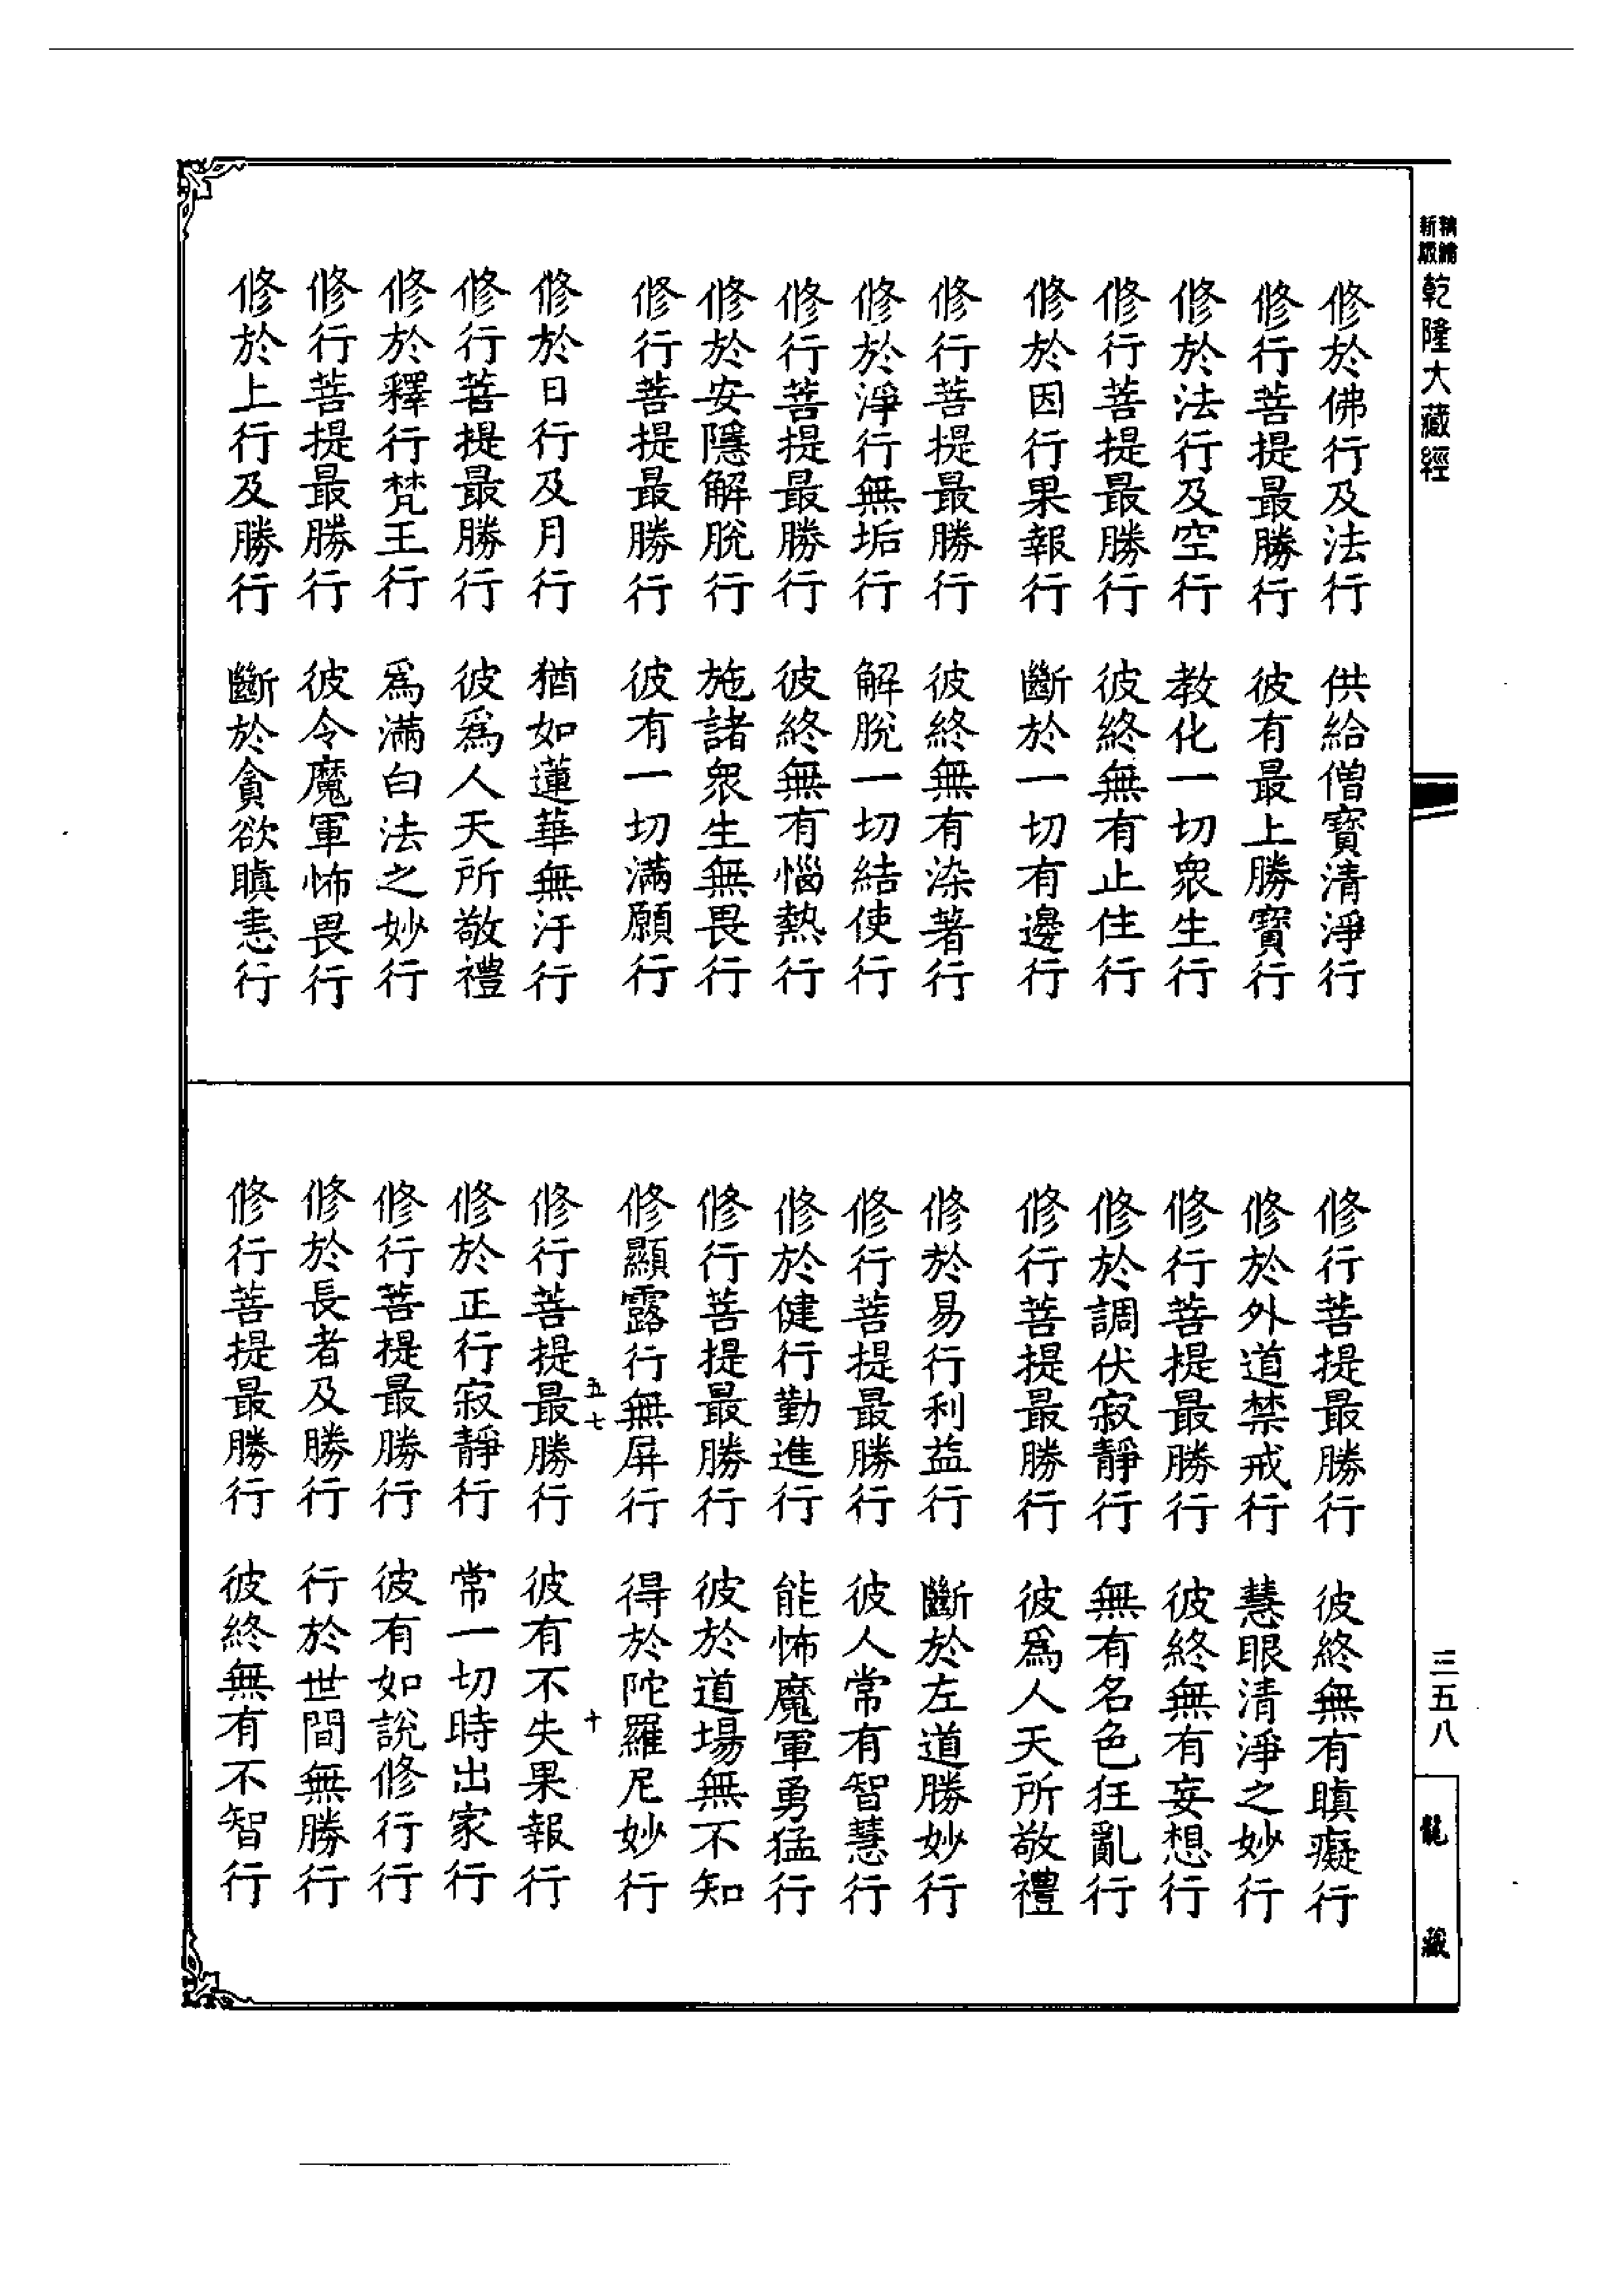 新版精縮
乾隆大藏經
修於佛行及法行　供給僧寶清淨行
修行菩提最勝行　彼有最上勝寶行
修於法行及空行　教化一切眾生行
修行菩提最勝行　彼終無有止住行
修於因行果報行　斷於一切有邊行
修行菩提最勝行　彼終無有染著行
修於淨行無垢行　解脫一切結使行
修行菩提最勝行　彼終無有惱熱行
修於安隱解脫行　施諸眾生無畏行
修行菩提最勝行　彼有一切滿願行
修於日行及月行　猶如蓮華無汙行
修行菩提最勝行　彼爲人天所敬禮
修於釋行梵王行　爲滿白法之妙行
修行菩提最勝行　彼令魔軍怖畏行
修於上行及勝行　斷於貪欲瞋恚行
修行菩提最勝行　彼終無有瞋癡行
修於外道禁戒行　慧眼清淨之妙行
修行菩提最勝行　彼終無有妄想行
修於調伏寂靜行　無有名色狂亂行
修行菩提最勝行　彼爲人天所敬禮
修於易行利益行　斷於左道勝妙行
修行菩提最勝行　彼人常有智慧行
修於健行勤進行　能怖魔軍勇猛行
修行菩提最勝行　彼於道場無不知
修顯露行無屏行　得於陀羅尼妙行
五七　十
修行菩提最勝行　彼有不失果報行
修於正行寂靜行　常一切時出家行
修行菩提最勝行　彼有如說修行行
修於長者及勝行　行於世間無勝行
修行菩提最勝行　彼終無有不智行
三五八
龍藏